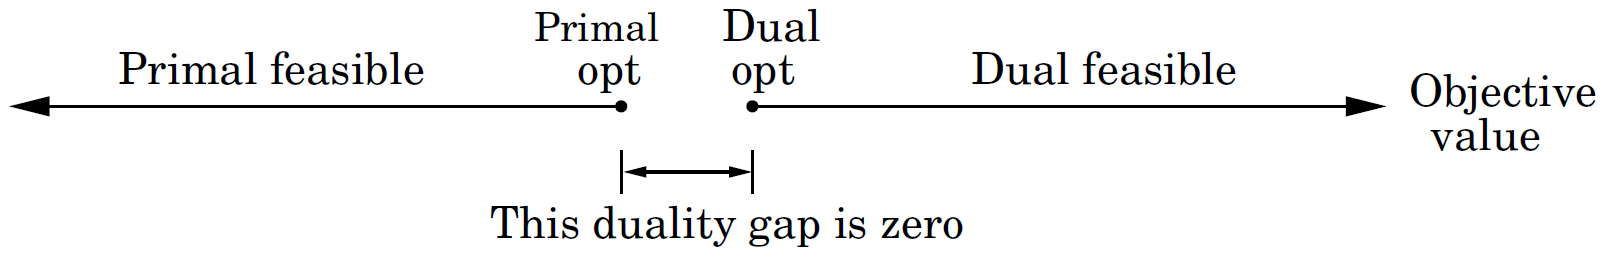 Primal
opt
Dual
opt
Primal feasible
Dual feasible
Objective
value
This duality gap is zero